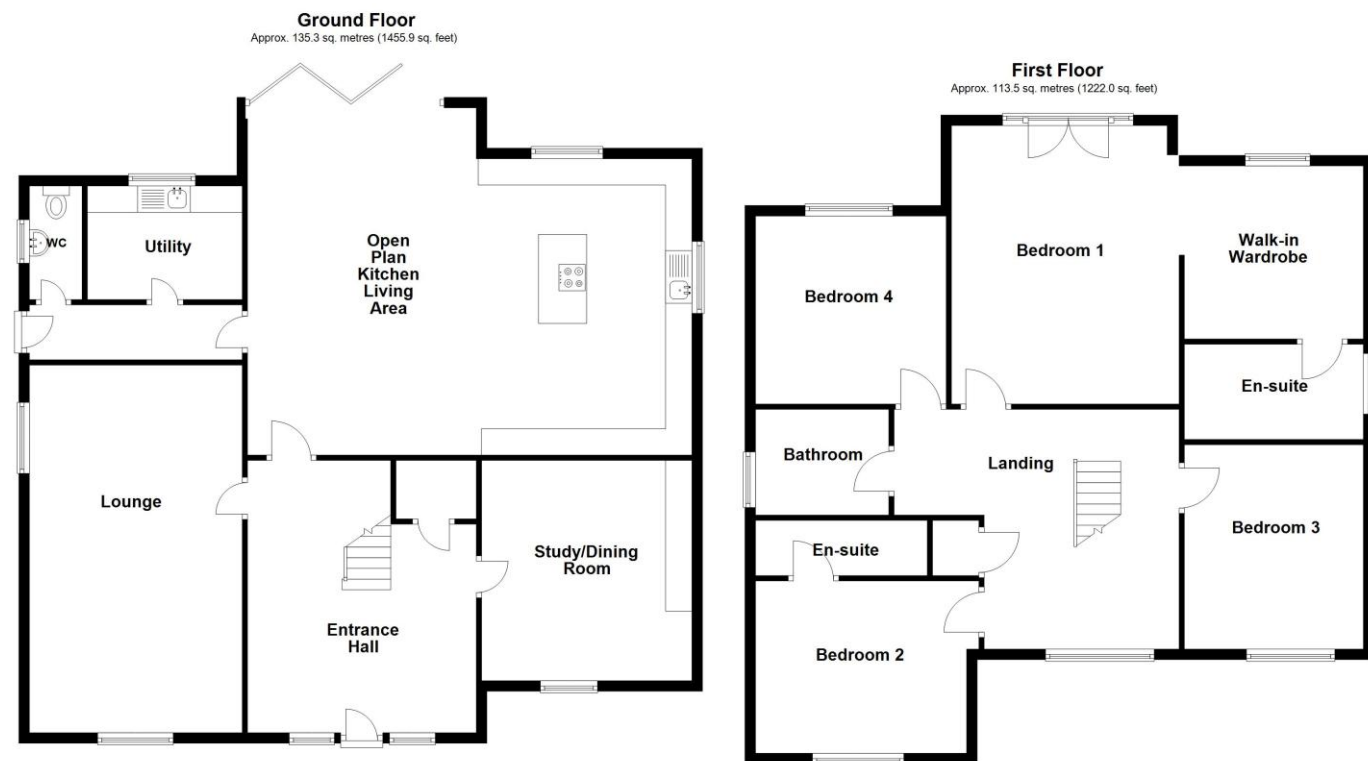 Ground Floor
Approx. 135.3 sq. metres (1455.9 sq. feet)
WC
Utility
Open
Plan
Kitchen
Living
Area
Lounge
Entrance
Hall
Study/Dining
Room
First Floor
Approx. 113.5 sq. metres (1222.0 sq. feet)
Bedroom 4
Bedroom 1
Walk-in
Wardrobe
En-suite
Bathroom
Landing
En-suite
Bedroom 3
Bedroom 2